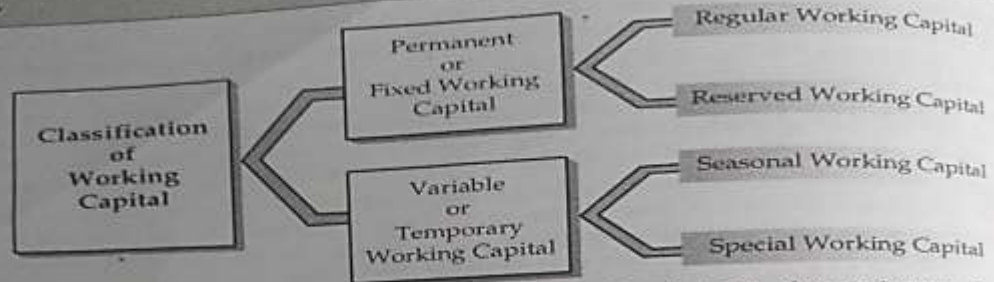 Classification
of
Working
Capital
Permanent
or
Fixed Working
Capital
Regular Working Capital
Reserved Working Capital
Variable
or
Temporary
Working Capital
Seasonal Working Capital
Special Working Capital